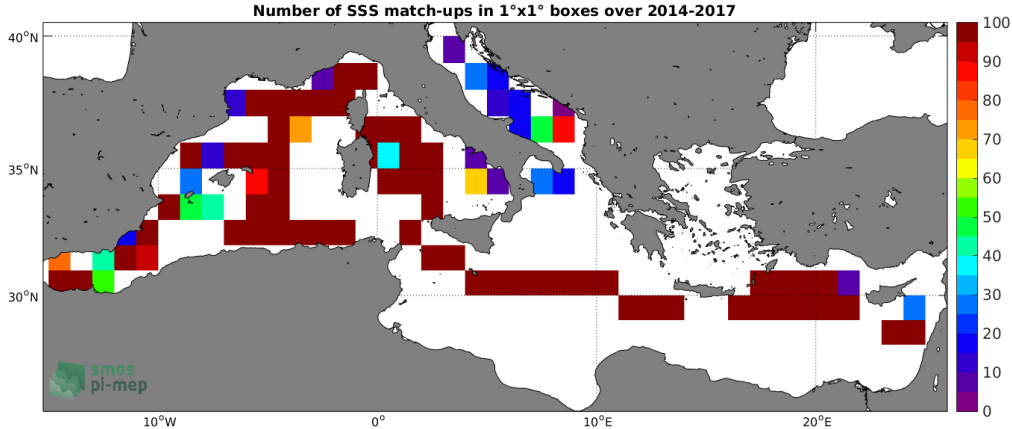 Number of SSS match-ups in 1°x1° boxes over 2014-2017
40°N
35°N
30°N
10°W
0°
10°E
20°E
100
90
80
70
60
50
40
30
20
10
0
smos
pi-mep